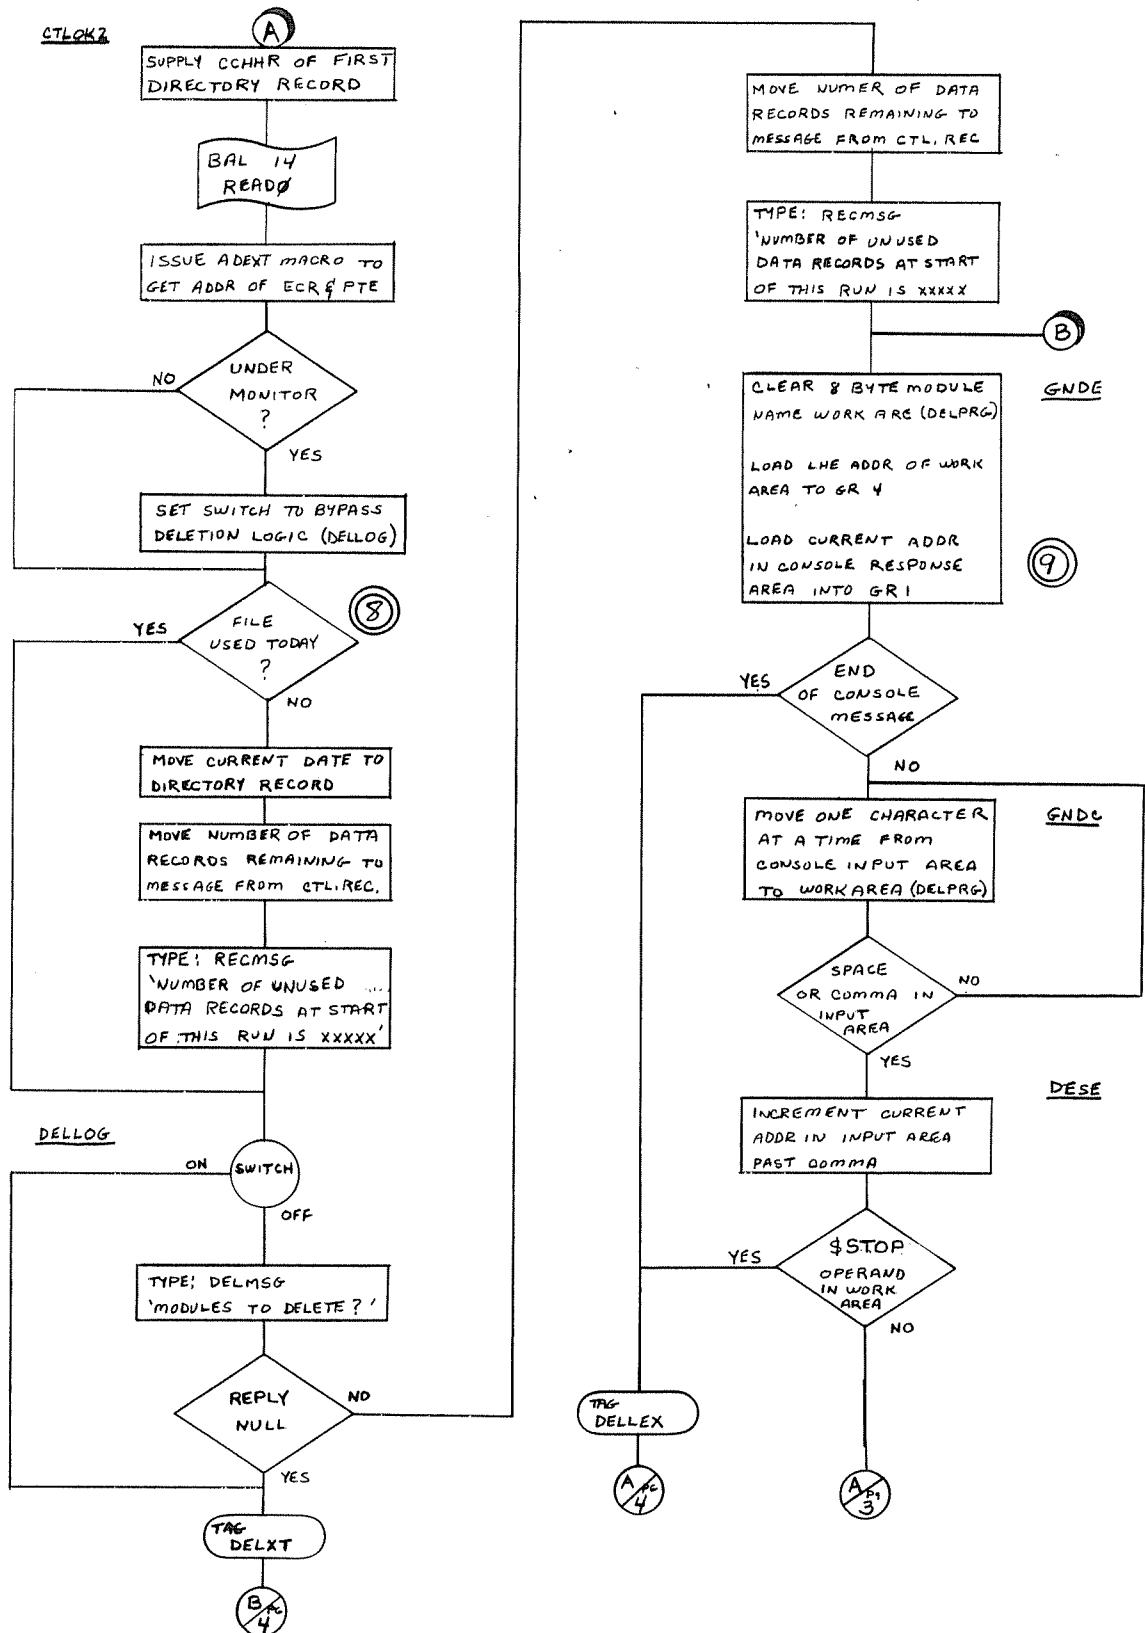 CTLOK2
A
SUPPLY CCHHR OF FIRST
DIRECTORY RECORD
BAL 14
READ0
ISSUE ADEXT MACRO TO
GET ADDR OF ECR & PTE
UNDER
MONITOR
?
NO
YES
SET SWITCH TO BYPASS
DELETION LOGIC (DELLOG)
8
FILE
USED TODAY
?
YES
NO
MOVE CURRENT DATE TO
DIRECTORY RECORD
MOVE NUMBER OF DATA
RECORDS REMAINING TO
MESSAGE FROM CTL.REC.
TYPE: RECMSG
'NUMBER OF UNUSED ...
DATA RECORDS AT START
OF THIS RUN IS XXXXX'
DELLOG
ON
SWITCH
OFF
TYPE: DELMSG
'MODULES TO DELETE?'
REPLY
NULL
NO
YES
TAG
DELXT
B PG
4
MOVE NUMER OF DATA
RECORDS REMAINING TO
MESSAGE FROM CTL.REC
TYPE: RECMSG
'NUMBER OF UNUSED
DATA RECORDS AT START
OF THIS RUN IS XXXXX
B
GNDE
CLEAR 8 BYTE MODULE
NAME WORK ARE (DELPRG)
LOAD LHE ADDR OF WORK
AREA TO GR 4
LOAD CURRENT ADDR
IN CONSOLE RESPONSE
AREA INTO GR 1
9
END
OF CONSOLE
MESSAGE
YES
NO
GNDC
MOVE ONE CHARACTER
AT A TIME FROM
CONSOLE INPUT AREA
TO WORKAREA (DELPRG)
SPACE
OR COMMA IN
INPUT
AREA
NO
YES
DESE
INCREMENT CURRENT
ADDR IN INPUT AREA
PAST COMMA
$STOP
OPERAND
IN WORK
AREA
YES
NO
TAG
DELLEX
A PG
4
A Pg
3